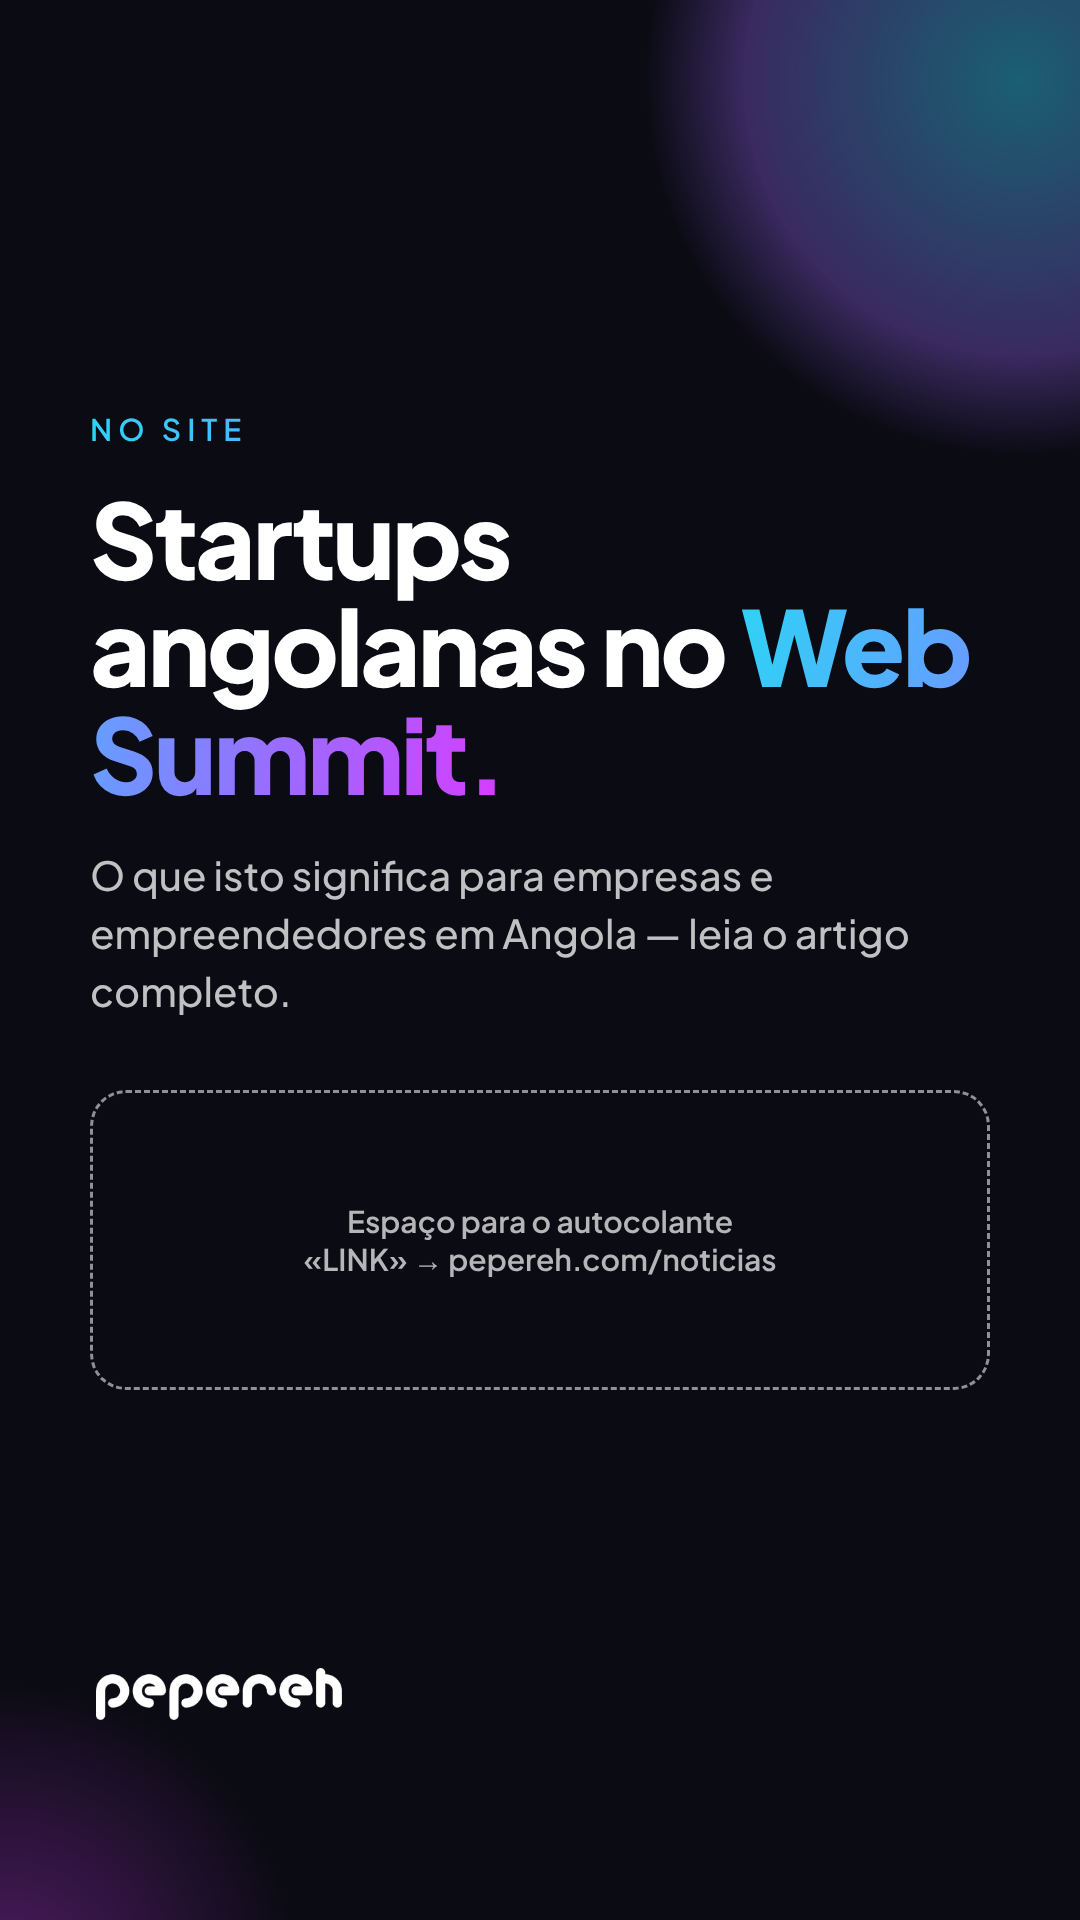 NO SITE
Startups
angolanas no Web
Summit.
O que isto significa para empresas e
empreendedores em Angola — leia o artigo
completo.
Espaço para o autocolante
«LINK» → pepereh.com/noticias
pepereh